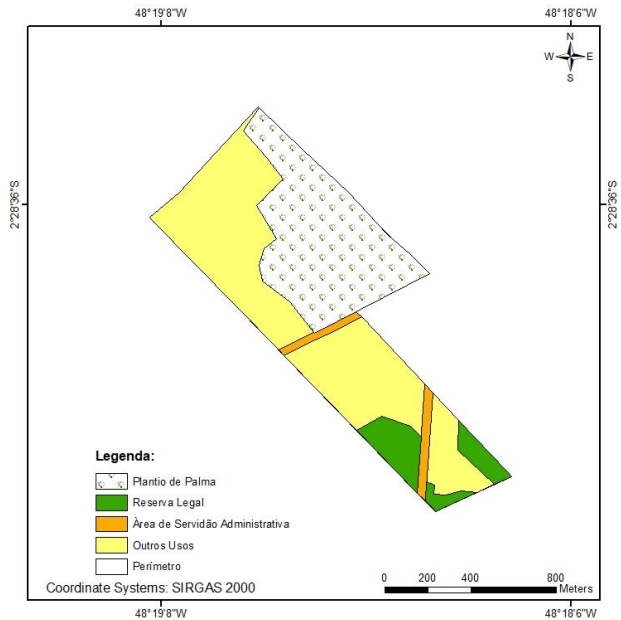 48°19'8"W 48°18'6"W
N
W E
S
2°28'36"S 2°28'36"S
Legenda:
Plantio de Palma
Reserva Legal
Àrea de Servidão Administrativa
Outros Usos
Perímetro
Coordinate Systems: SIRGAS 2000
0 200 400 800
Meters
48°19'8"W 48°18'6"W